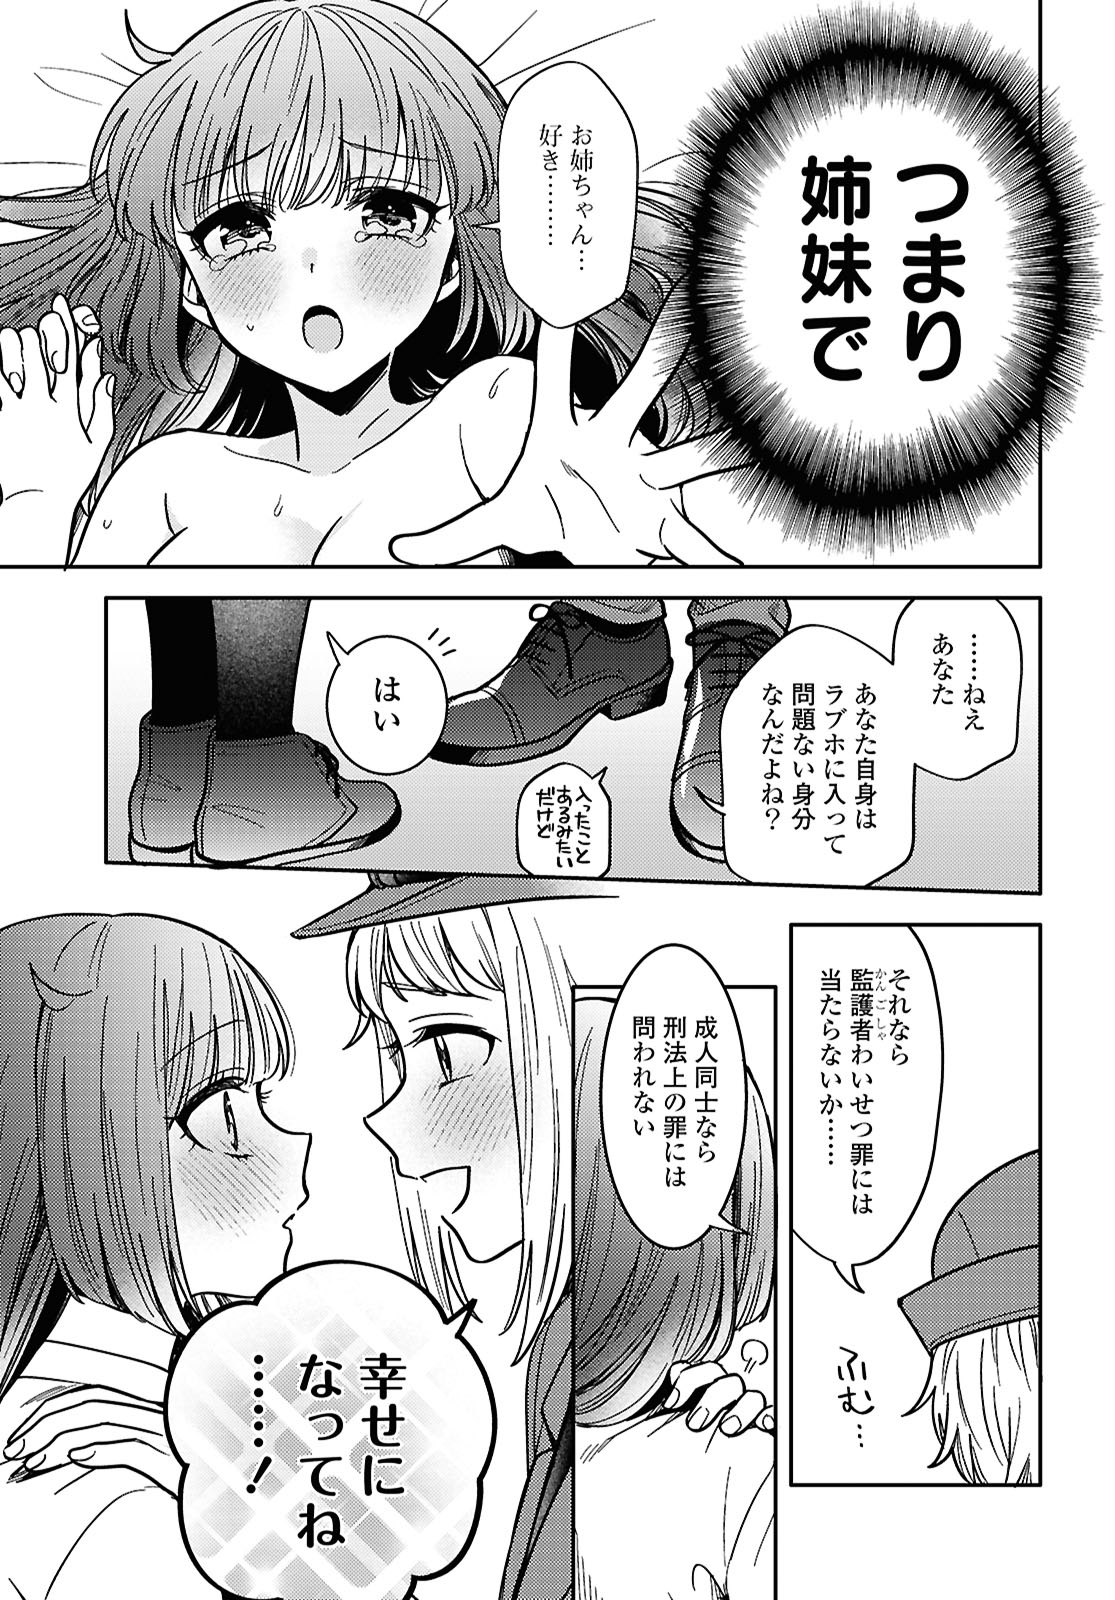 つまり
姉妹で
お姉ちゃん…
好き………
……ねえ
あなた
あなた自身は
ラブホに入って
問題ない身分
なんだよね？
入ったこと
あるみたい
だけど
はい
それなら
監護者わいせつ罪には
かんごしゃ
当たらないか……
ふむ…
成人同士なら
刑法上の罪には
問われない
幸せに
なってね
………！